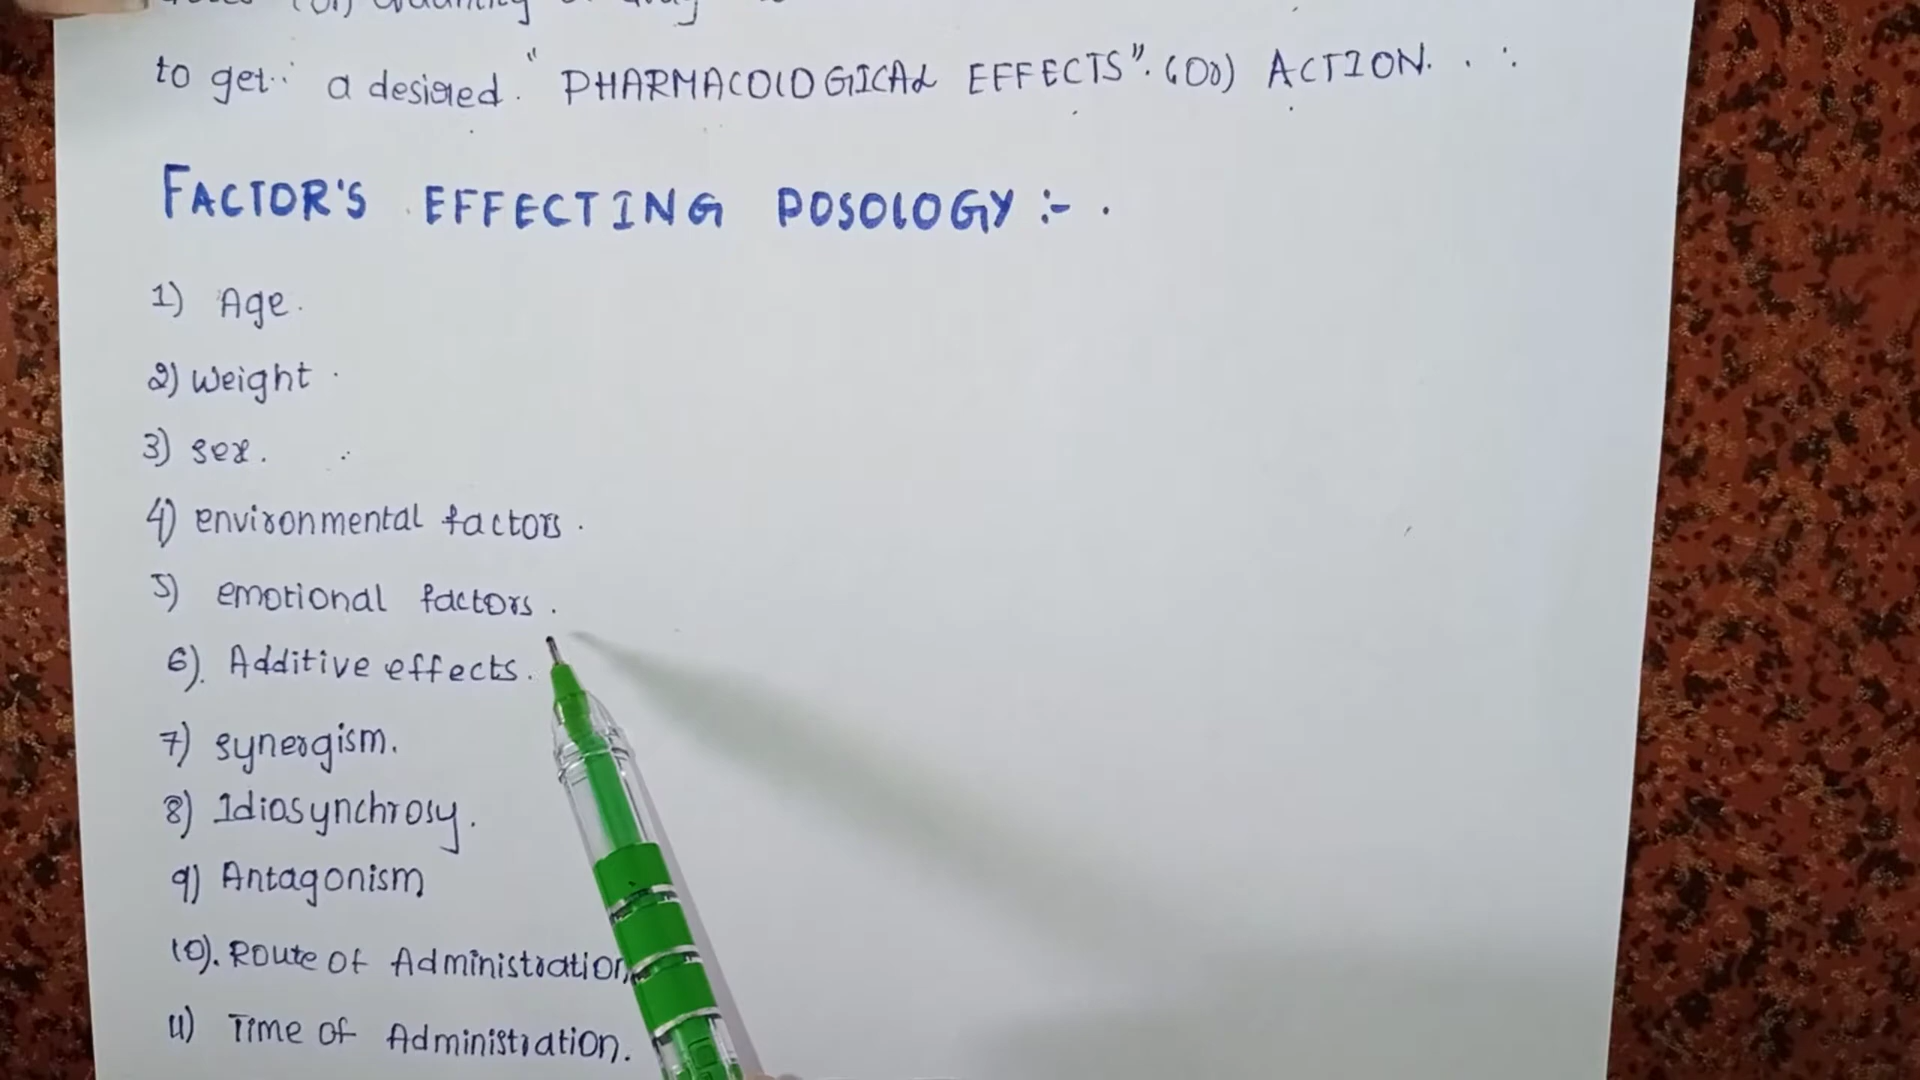 to get a desired "PHARMACOLOGICAL EFFECTS". (Or) ACTION.
FACTOR'S EFFECTING POSOLOGY :-
1) Age.
2) Weight
3) sex.
4) environmental factors.
5) emotional factors.
6). Additive effects.
7) synergism.
8) Idiosynchrosy.
9) Antagonism
10). Route of Administration
11) Time of Administration.